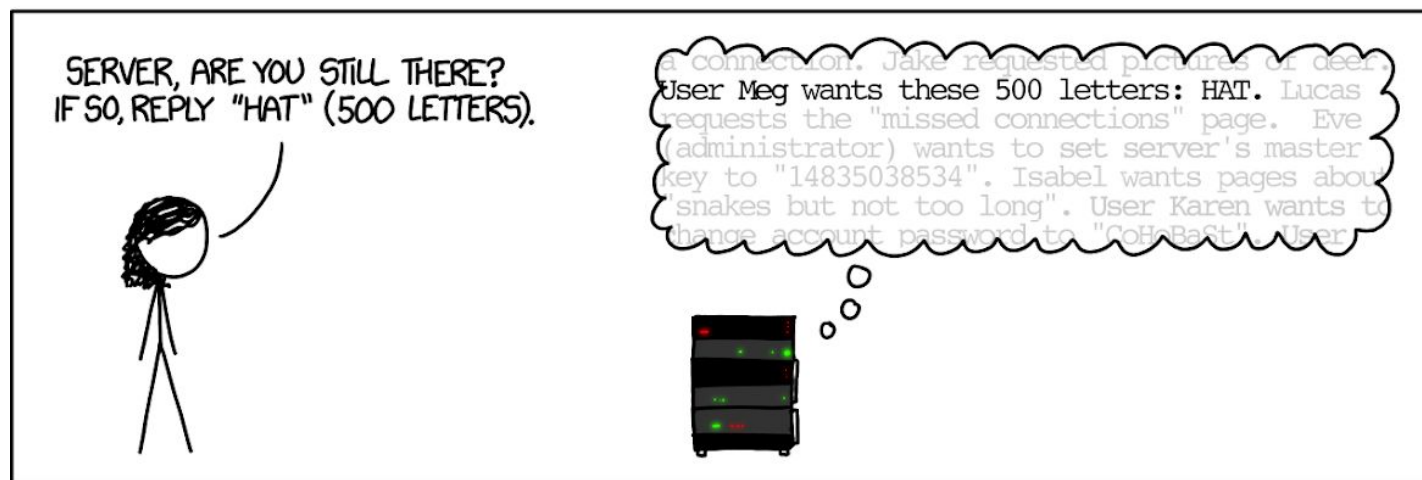 SERVER, ARE YOU STILL THERE?
IF SO, REPLY "HAT" (500 LETTERS).
a connection. Jake requested pictures of deer.
User Meg wants these 500 letters: HAT. Lucas
requests the "missed connections" page. Eve
(administrator) wants to set server's master
key to "14835038534". Isabel wants pages about
"snakes but not too long". User Karen wants to
change account password to "CoHoBaSt". User